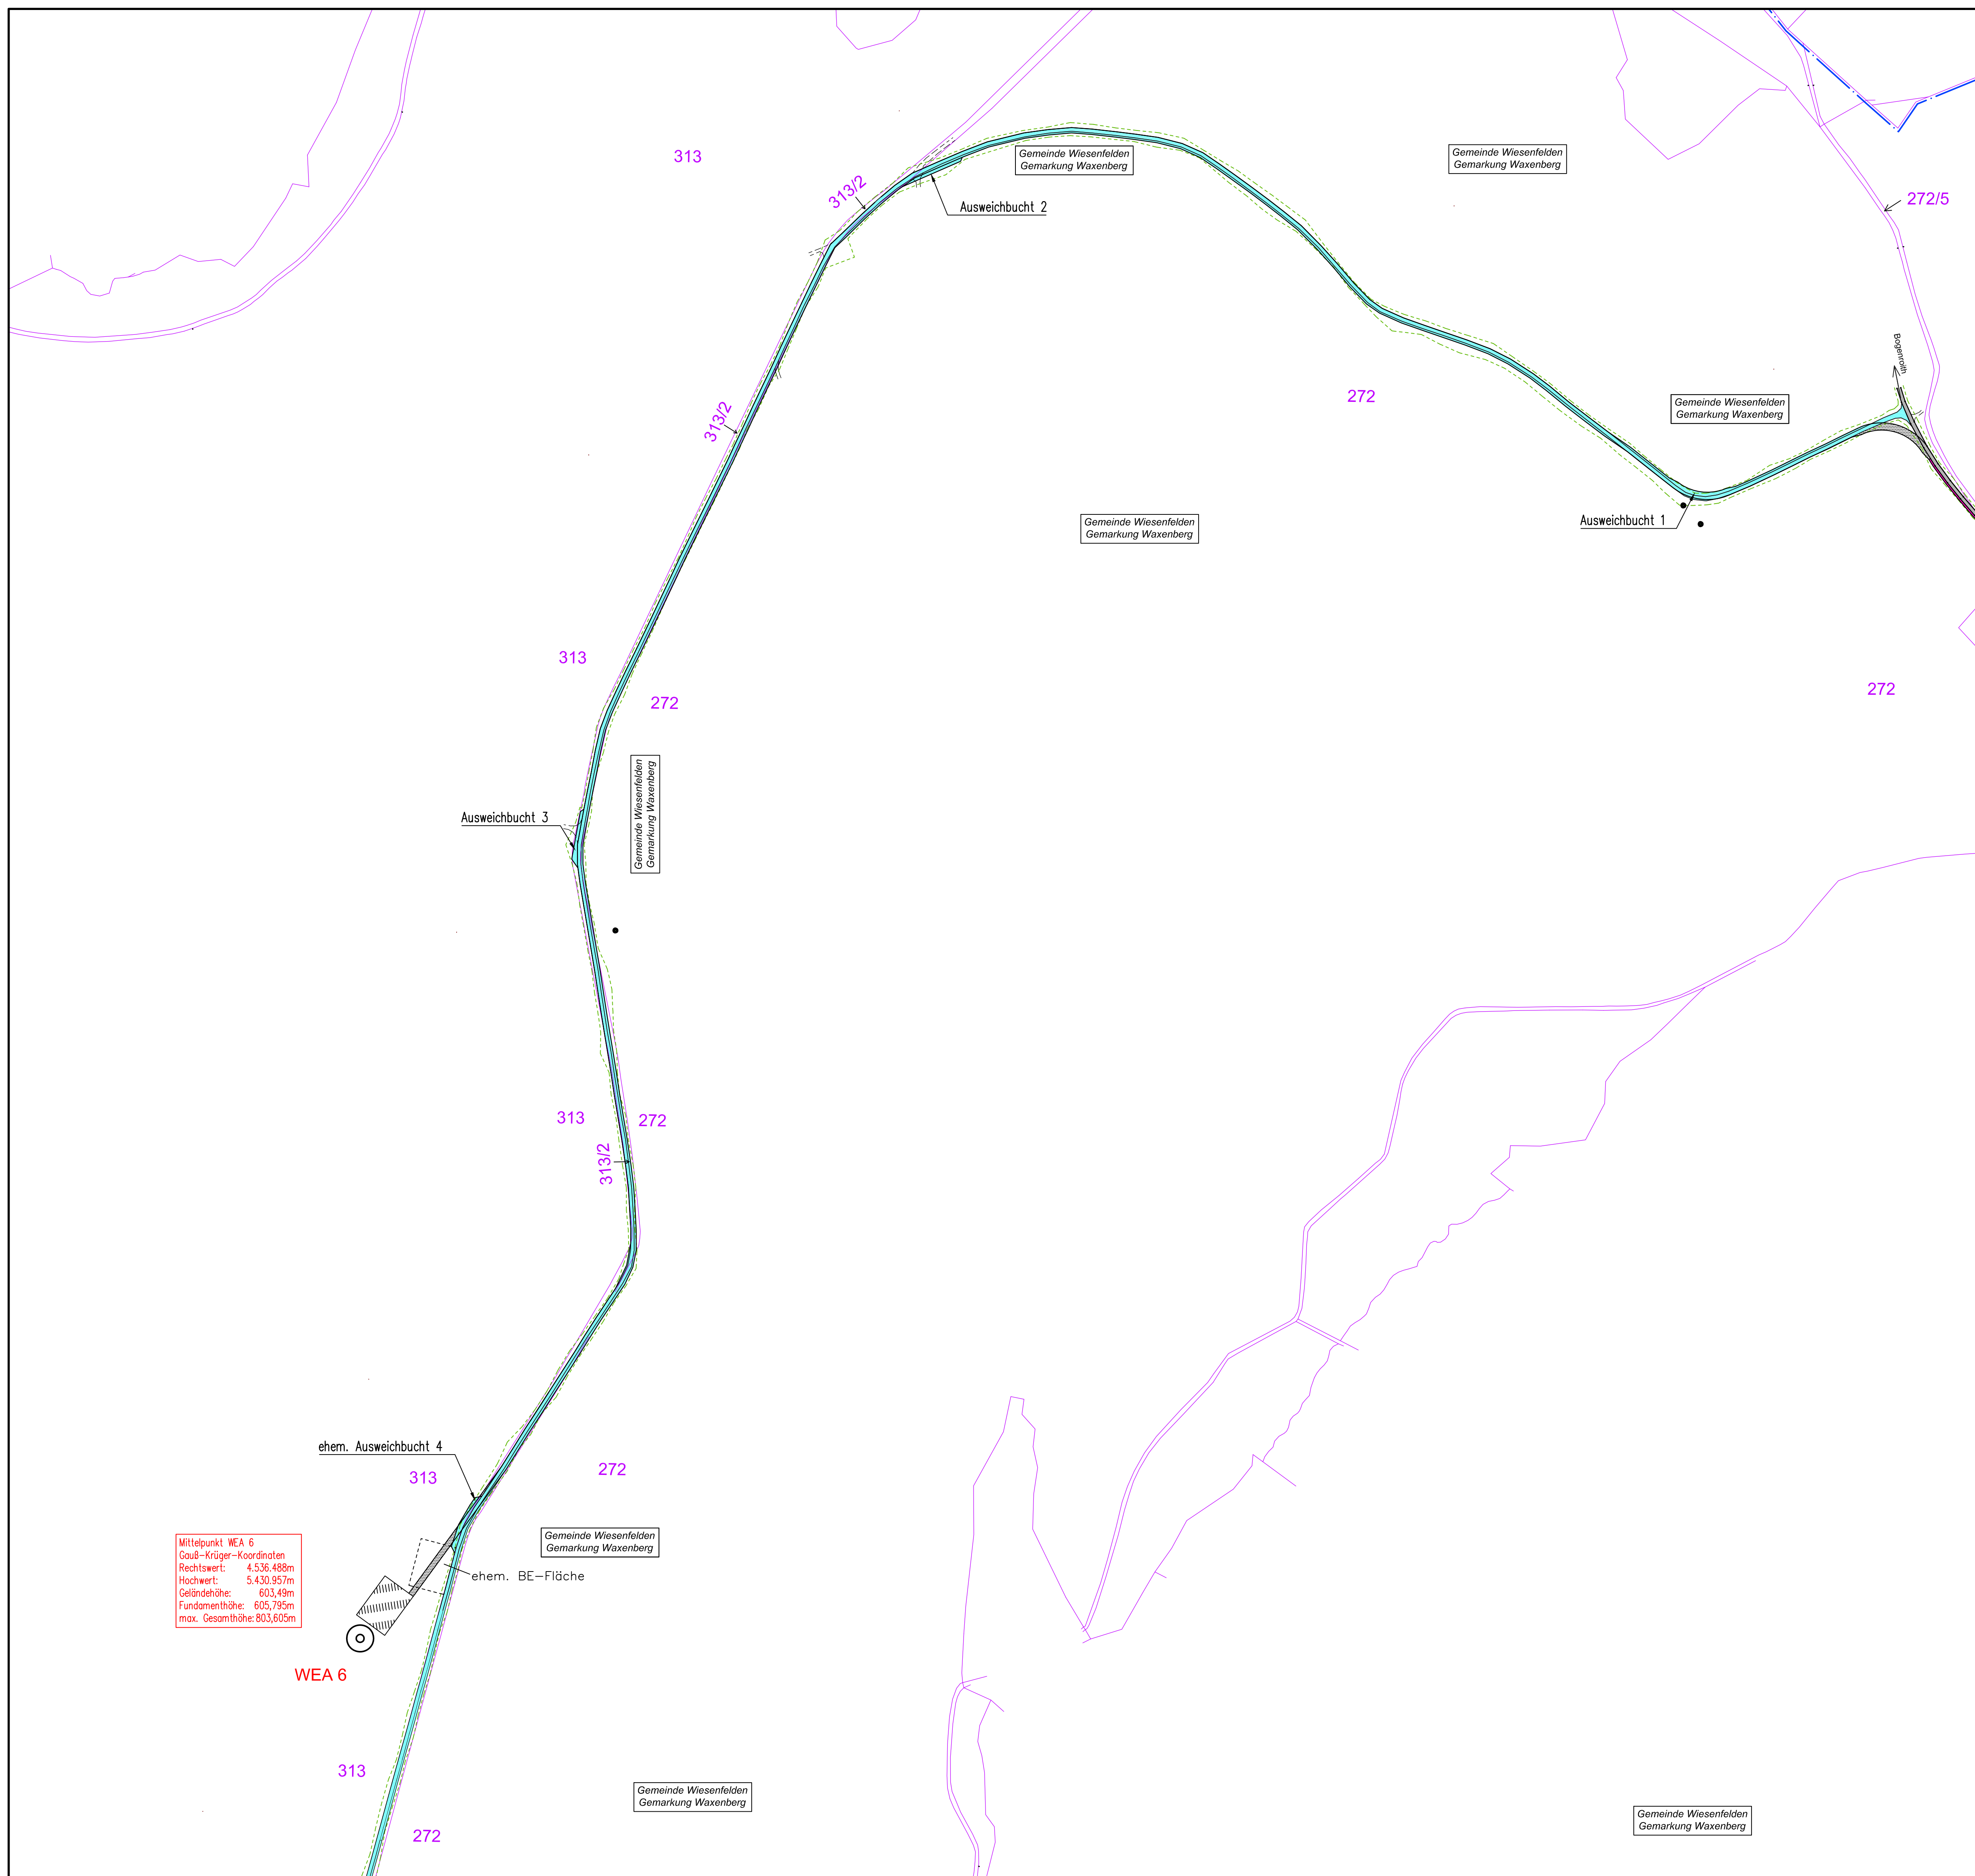 313
Gemeinde Wiesenfelden
Gemarkung Waxenberg
Gemeinde Wiesenfelden
Gemarkung Waxenberg
313/2
Ausweichbucht 2
272/5
Bogenroith
272
Gemeinde Wiesenfelden
Gemarkung Waxenberg
313/2
Gemeinde Wiesenfelden
Gemarkung Waxenberg
Ausweichbucht 1
313
272
272
Gemeinde Wiesenfelden
Gemarkung Waxenberg
Ausweichbucht 3
313
272
313/2
ehem. Ausweichbucht 4
313
272
Gemeinde Wiesenfelden
Gemarkung Waxenberg
Mittelpunkt WEA 6
Gauß-Krüger-Koordinaten
Rechtswert: 4.536.488m
Hochwert: 5.430.957m
Geländehöhe: 603,49m
Fundamenthöhe: 605,795m
max. Gesamthöhe: 803,605m
ehem. BE-Fläche
WEA 6
313
Gemeinde Wiesenfelden
Gemarkung Waxenberg
Gemeinde Wiesenfelden
Gemarkung Waxenberg
272